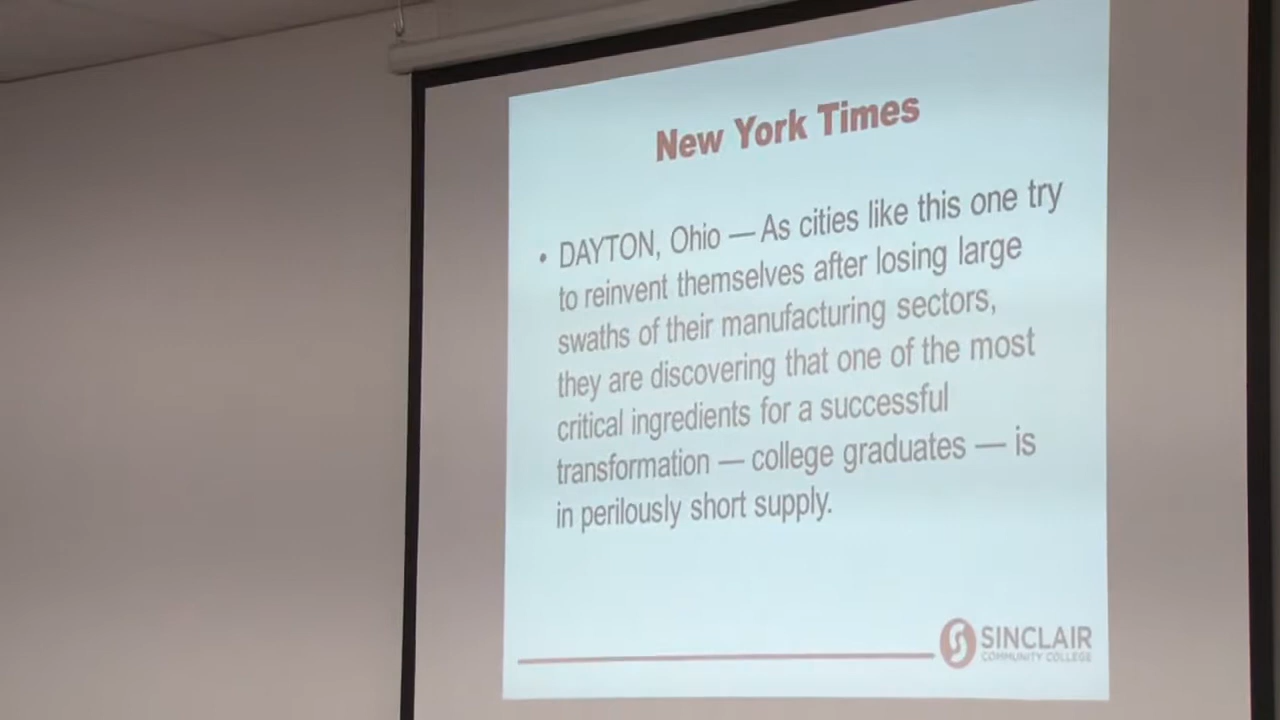 New York Times
• DAYTON, Ohio — As cities like this one try
to reinvent themselves after losing large
swaths of their manufacturing sectors,
they are discovering that one of the most
critical ingredients for a successful
transformation — college graduates — is
in perilously short supply.
SINCLAIR
COMMUNITY COLLEGE